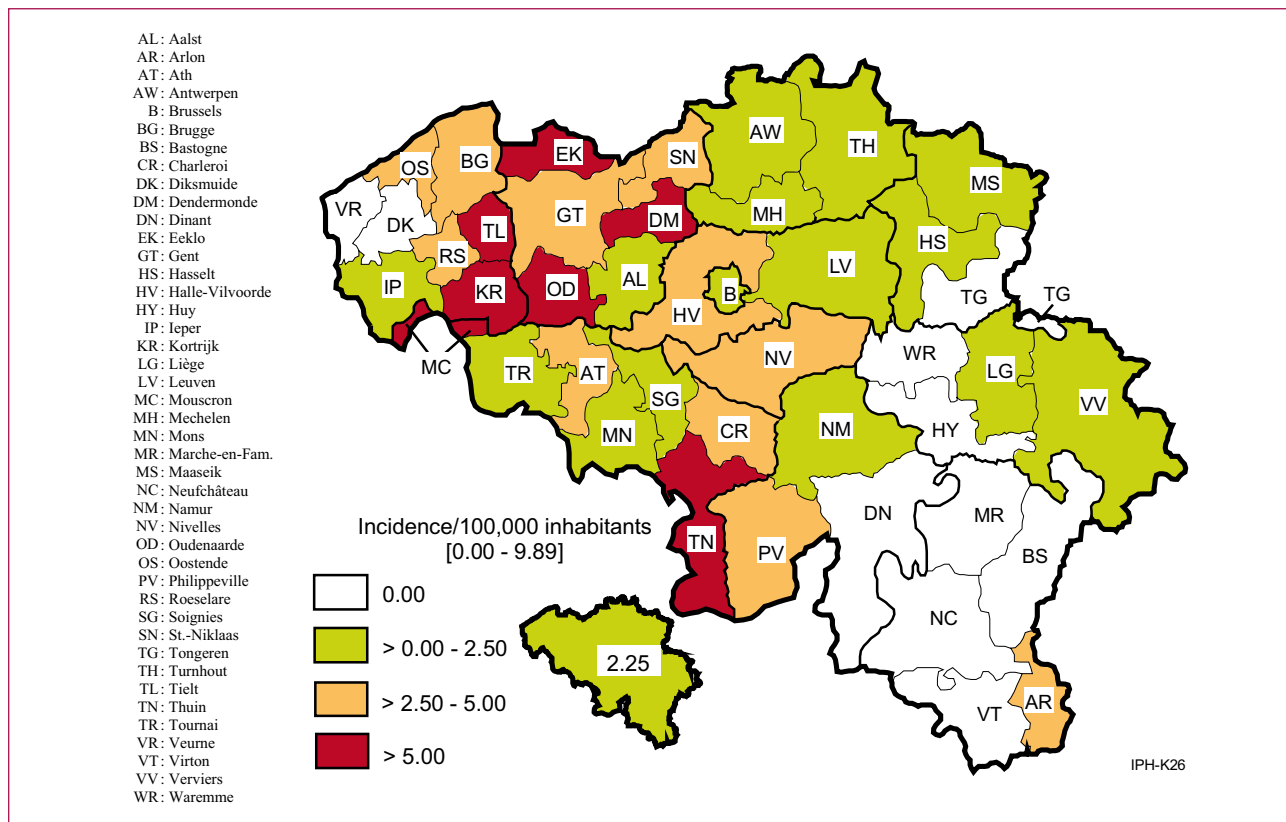 AL : Aalst
AR : Arlon
AT : Ath
AW : Antwerpen
B : Brussels
BG : Brugge
BS : Bastogne
CR : Charleroi
DK : Diksmuide
DM : Dendermonde
DN : Dinant
EK : Eeklo
GT : Gent
HS : Hasselt
HV : Halle-Vilvoorde
HY : Huy
IP : Ieper
KR : Kortrijk
LG : Liège
LV : Leuven
MC : Mouscron
MH : Mechelen
MN : Mons
MR : Marche-en-Fam.
MS : Maaseik
NC : Neufchâteau
NM : Namur
NV : Nivelles
OD : Oudenaarde
OS : Oostende
PV : Philippeville
RS : Roeselare
SG : Soignies
SN : St.-Niklaas
TG : Tongeren
TH : Turnhout
TL : Tielt
TN : Thuin
TR : Tournai
VR : Veurne
VT : Virton
VV : Verviers
WR : Waremme
AW
TH
EK
SN
BG
OS
MS
VR
MH
GT
DM
DK
TL
HS
RS
LV
AL
IP
KR
OD
B
TG
TG
HV
WR
NV
MC
TR
AT
LG
SG
VV
CR
NM
HY
MN
DN
MR
BS
TN
PV
NC
AR
VT
Incidence/100,000 inhabitants
[0.00 - 9.89]
0.00
> 0.00 - 2.50
> 2.50 - 5.00
> 5.00
2.25
IPH-K26